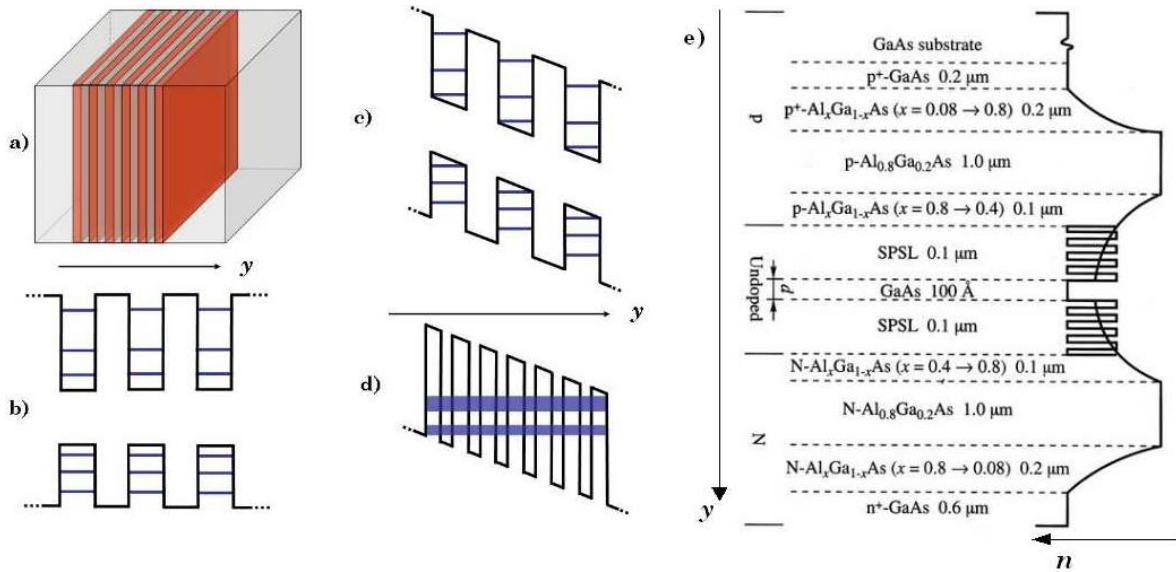 a)
y
b)
c)
y
d)
e)
y
p
Undoped
d
N
GaAs substrate
p⁺-GaAs 0.2 μm
p⁺-AlₓGa₁₋ₓAs (x = 0.08 → 0.8) 0.2 μm
p-Al₀.₈Ga₀.₂As 1.0 μm
p-AlₓGa₁₋ₓAs (x = 0.8 → 0.4) 0.1 μm
SPSL 0.1 μm
GaAs 100 Å
SPSL 0.1 μm
N-AlₓGa₁₋ₓAs (x = 0.4 → 0.8) 0.1 μm
N-Al₀.₈Ga₀.₂As 1.0 μm
N-AlₓGa₁₋ₓAs (x = 0.8 → 0.08) 0.2 μm
n⁺-GaAs 0.6 μm
n